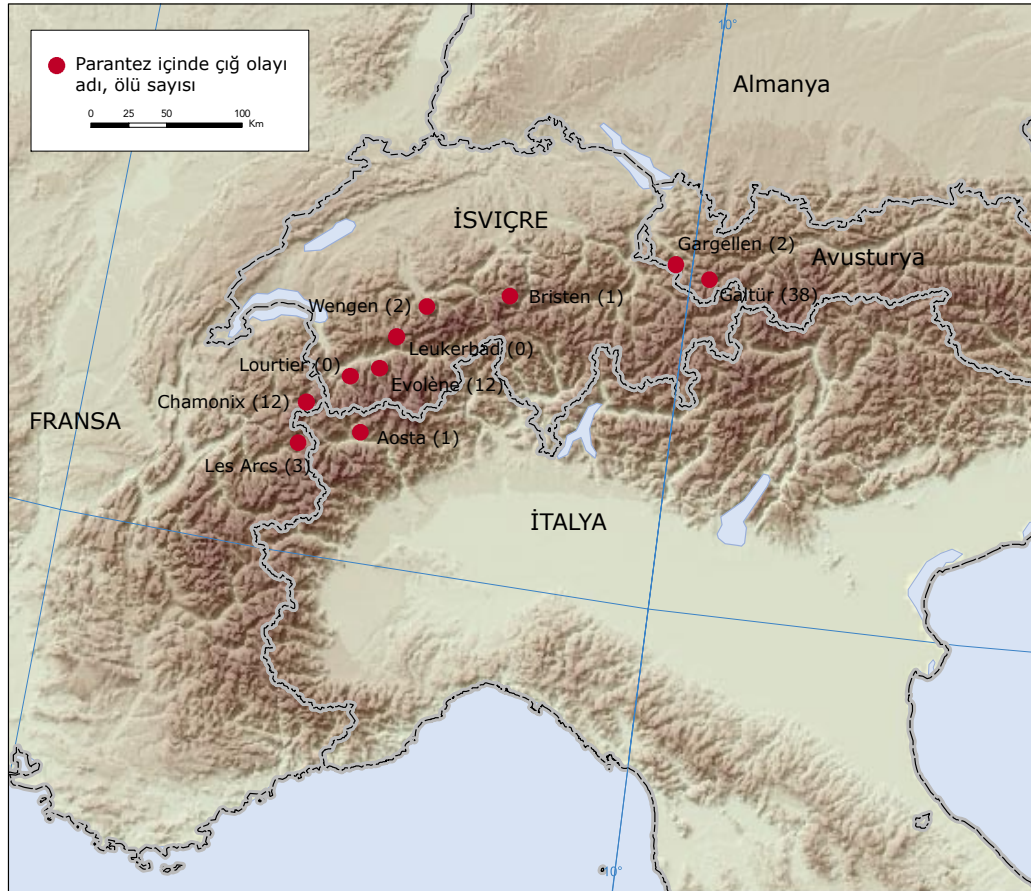 10°
Parantez içinde çığ olayı
adı, ölü sayısı
0 25 50 100
Km
Almanya
İSVİÇRE
Gargellen (2)
Avusturya
Galtür (38)
Wengen (2)
Bristen (1)
Leukerbad (0)
Lourtier (0)
Evolène (12)
Chamonix (12)
FRANSA
Aosta (1)
Les Arcs (3)
İTALYA
10°